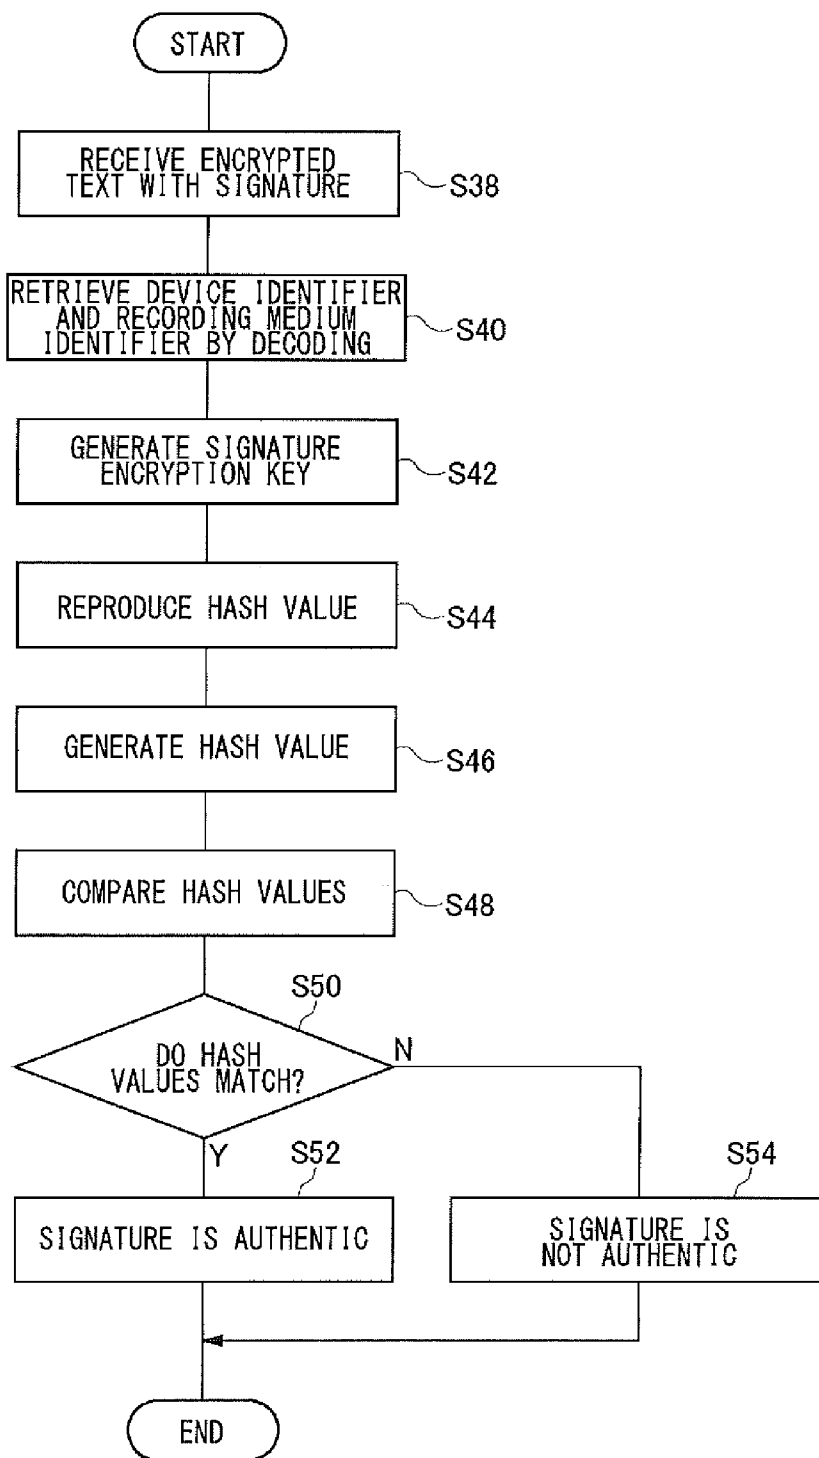 START
RECEIVE ENCRYPTED
TEXT WITH SIGNATURE
S38
RETRIEVE DEVICE IDENTIFIER
AND RECORDING MEDIUM
IDENTIFIER BY DECODING
S40
GENERATE SIGNATURE
ENCRYPTION KEY
S42
REPRODUCE HASH VALUE
S44
GENERATE HASH VALUE
S46
COMPARE HASH VALUES
S48
S50
DO HASH
VALUES MATCH?
N
Y
S52
SIGNATURE IS AUTHENTIC
S54
SIGNATURE IS
NOT AUTHENTIC
END